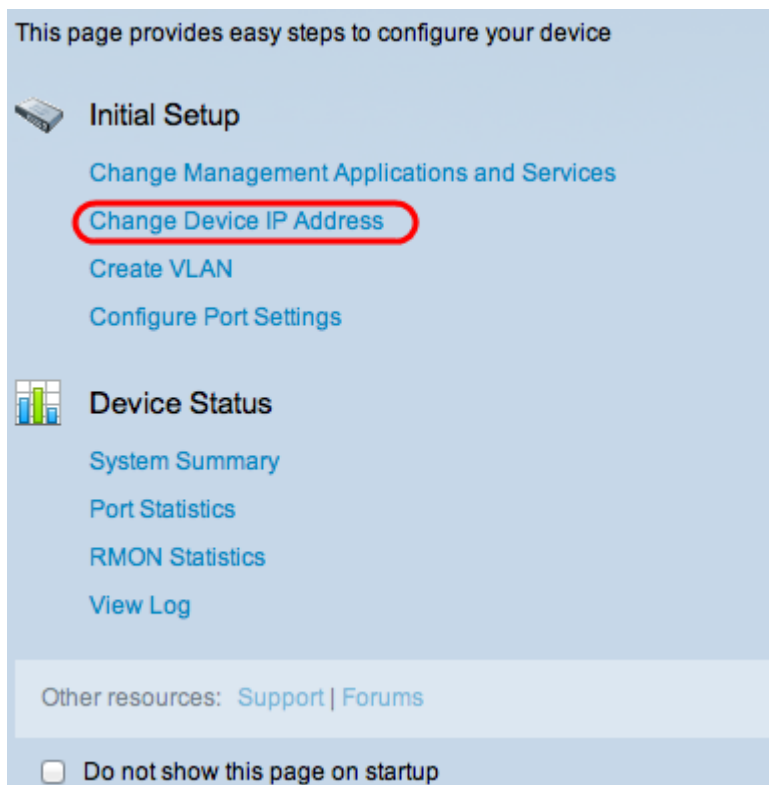 This page provides easy steps to configure your device
Initial Setup
Change Management Applications and Services
Change Device IP Address
Create VLAN
Configure Port Settings
Device Status
System Summary
Port Statistics
RMON Statistics
View Log
Other resources: Support | Forums
Do not show this page on startup